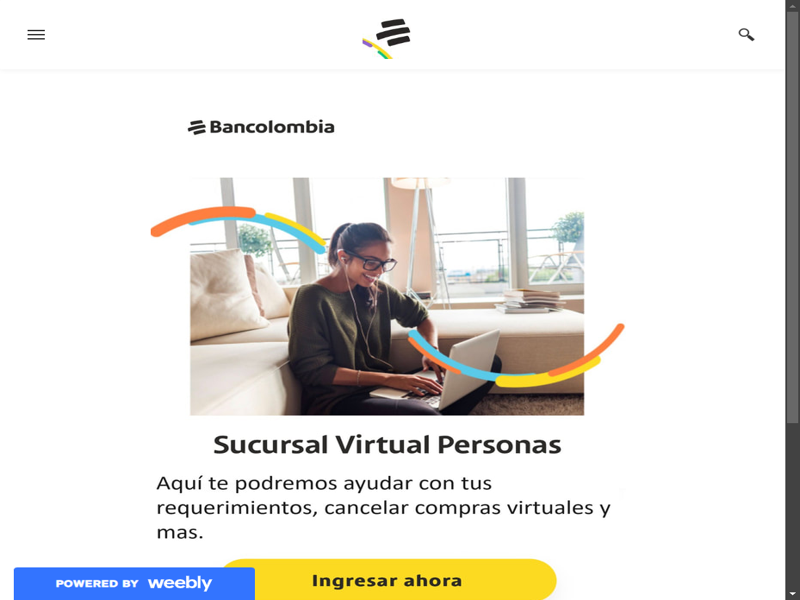 Bancolombia
Sucursal Virtual Personas
Aquí te podremos ayudar con tus
requerimientos, cancelar compras virtuales y
mas.
Ingresar ahora
POWERED BY weebly